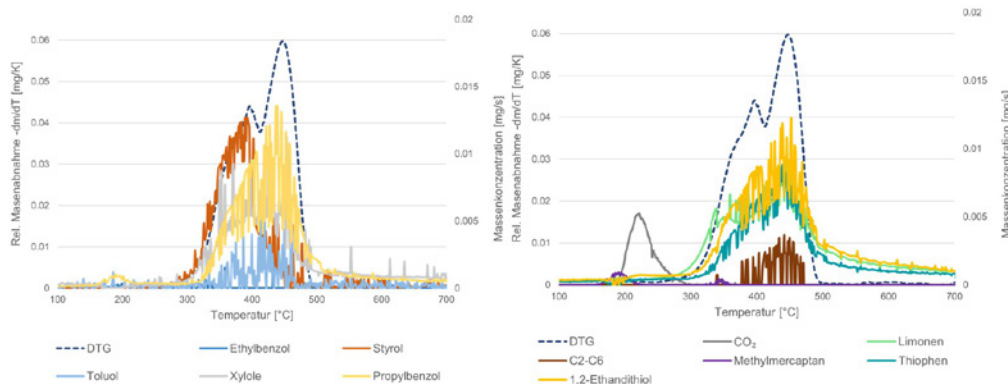 0.02
0.06
0.05
0.04
0.03
0.02
0.01
0
0.015
0.01
0.005
0
Rel. Masenabnahme -dm/dT [mg/K]
Massenkonzentration [mg/s]
100 200 300 400 500 600 700
Temperatur [°C]
DTG Ethylbenzol Styrol
Toluol Xylole Propylbenzol
0.02
0.06
0.05
0.04
0.03
0.02
0.01
0
0.015
0.01
0.005
0
Rel. Masenabnahme -dm/dT [mg/K]
Massenkonzentration [mg/s]
100 200 300 400 500 600 700
Temperatur [°C]
DTG CO₂ Limonen
C2-C6 Methylmercaptan Thiophen
1,2-Ethandithiol